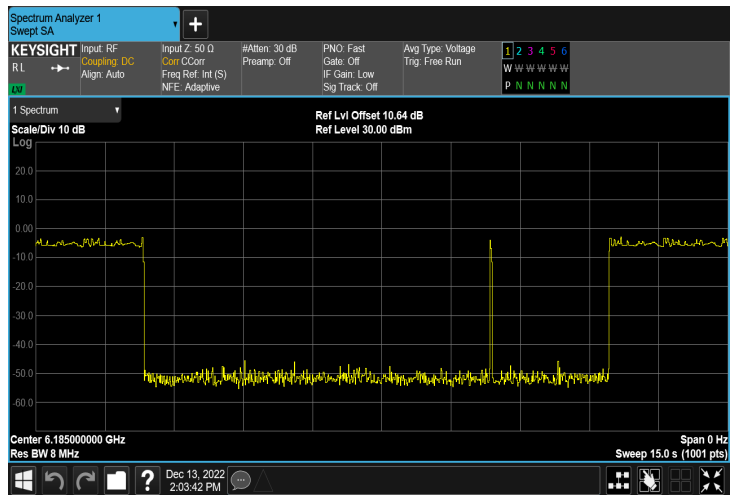 Spectrum Analyzer 1
Swept SA
KEYSIGHT Input: RF Input Z: 50 Ω #Atten: 30 dB PNO: Fast Avg Type: Voltage 1 2 3 4 5 6
R L Coupling: DC Corr CCorr Preamp: Off Gate: Off Trig: Free Run W W W W W W
Align: Auto Freq Ref: Int (S) IF Gain: Low P N N N N N
LXI NFE: Adaptive Sig Track: Off
1 Spectrum
Ref Lvl Offset 10.64 dB
Scale/Div 10 dB Ref Level 30.00 dBm
Log
20.0
10.0
0.00
-10.0
-20.0
-30.0
-40.0
-50.0
-60.0
Center 6.185000000 GHz Span 0 Hz
Res BW 8 MHz Sweep 15.0 s (1001 pts)
? Dec 13, 2022
2:03:42 PM